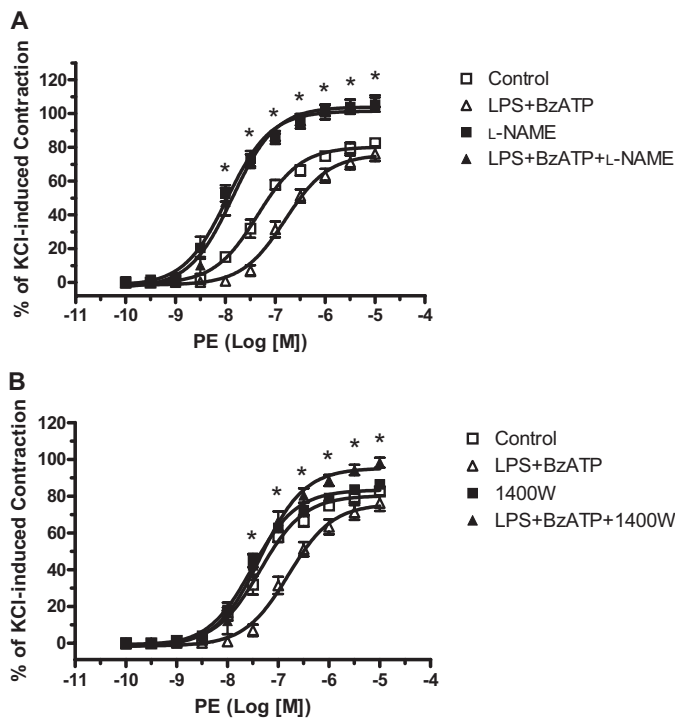 A
% of KCl-induced Contraction
120
100
80
60
40
20
0
* * * * * * *
-11 -10 -9 -8 -7 -6 -5 -4
PE (Log [M])
Control
LPS+BzATP
L-NAME
LPS+BzATP+L-NAME
B
% of KCl-induced Contraction
120
100
80
60
40
20
0
* * * * * *
-11 -10 -9 -8 -7 -6 -5 -4
PE (Log [M])
Control
LPS+BzATP
1400W
LPS+BzATP+1400W